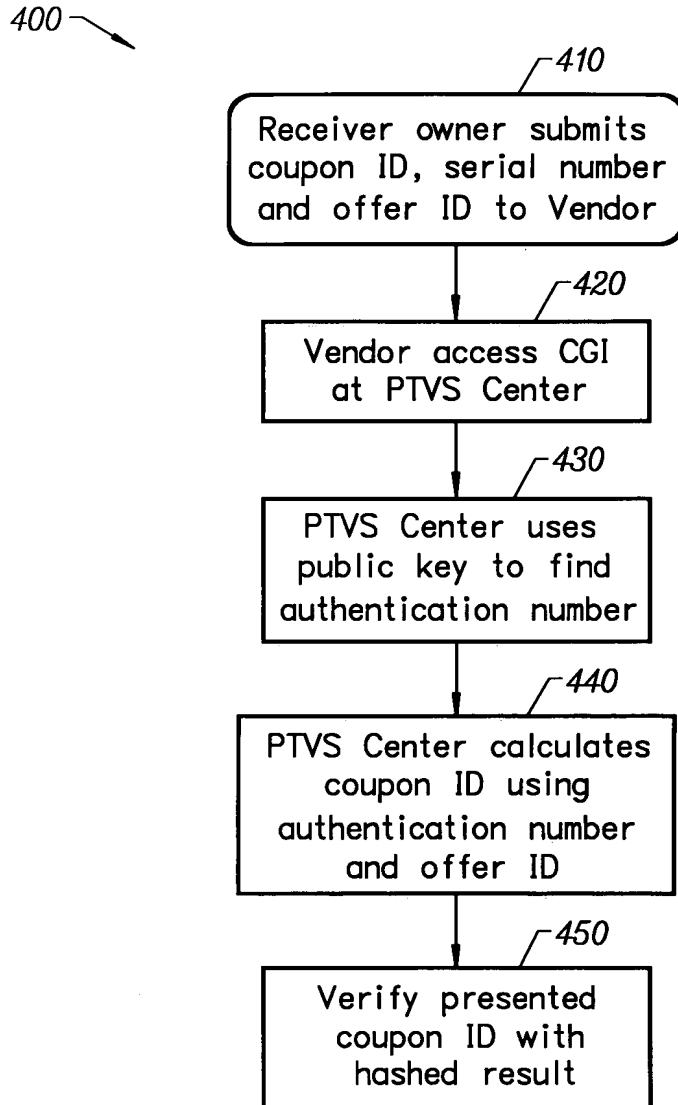 400
410
Receiver owner submits
coupon ID, serial number
and offer ID to Vendor
420
Vendor access CGI
at PTVS Center
430
PTVS Center uses
public key to find
authentication number
440
PTVS Center calculates
coupon ID using
authentication number
and offer ID
450
Verify presented
coupon ID with
hashed result